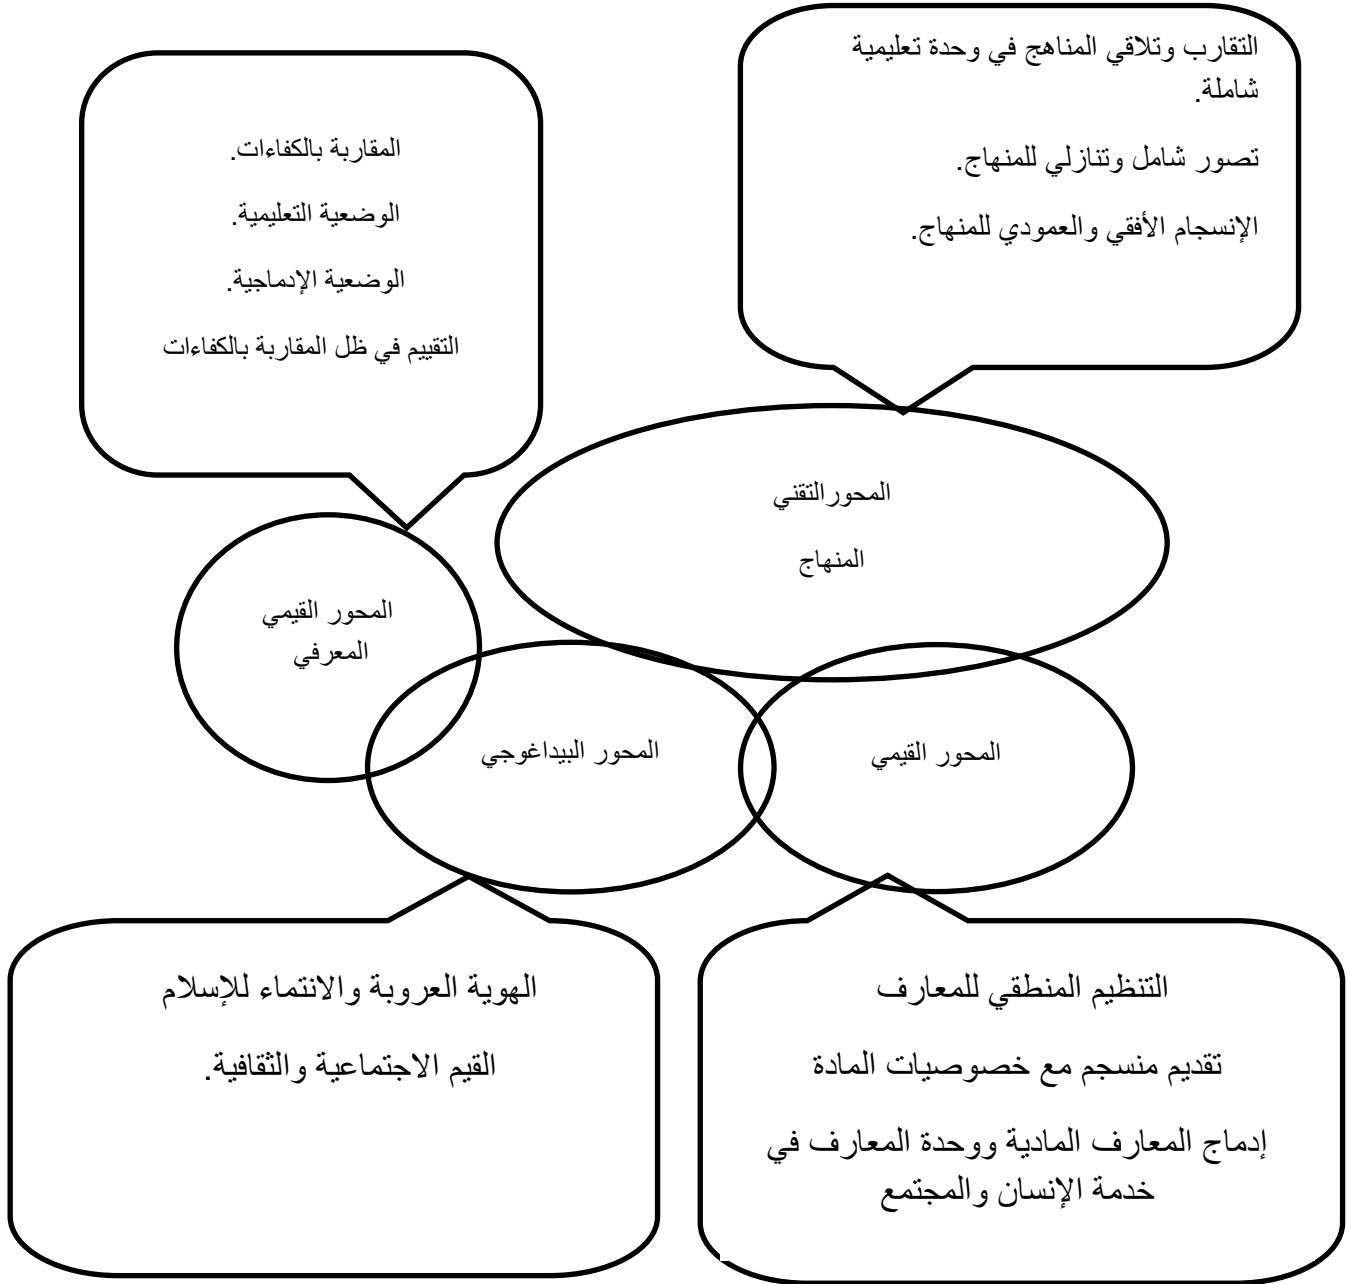 التقارب وتلاقي المناهج في وحدة تعليمية
شاملة.
تصور شامل وتنازلي للمنهاج.
الإنسجام الأفقي والعمودي للمنهاج.
المقاربة بالكفاءات.
الوضعية التعليمية.
الوضعية الإدماجية.
التقييم في ظل المقاربة بالكفاءات
المحورالتقني
المنهاج
المحور القيمي
المعرفي
المحور القيمي
المحور البيداغوجي
التنظيم المنطقي للمعارف
تقديم منسجم مع خصوصيات المادة
إدماج المعارف المادية ووحدة المعارف في
خدمة الإنسان والمجتمع
الهوية العروبة والانتماء للإسلام
القيم الاجتماعية والثقافية.